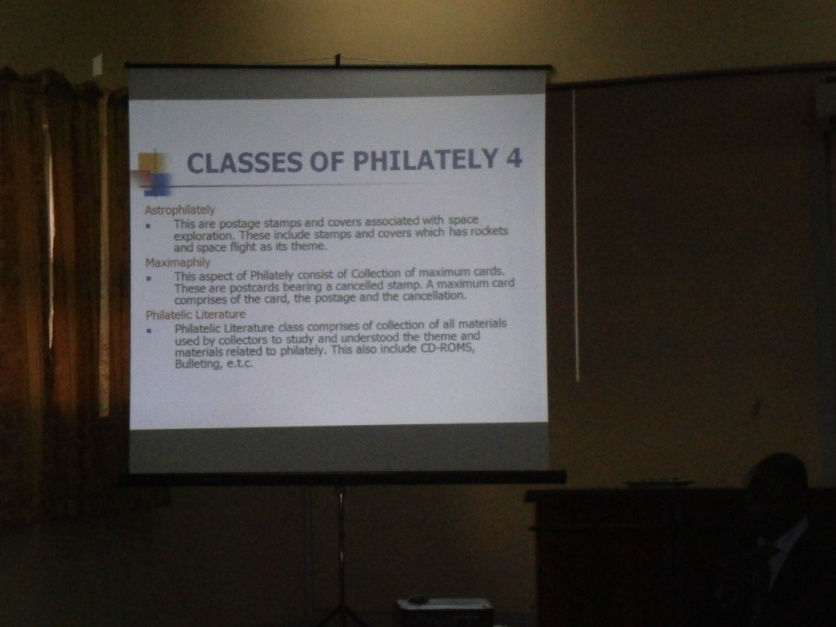 CLASSES OF PHILATELY 4
Astrophilately
This are postage stamps and covers associated with space
exploration. These include stamps and covers which has rockets
and space flight as its theme.
Maximaphily
This aspect of Philately consist of Collection of maximum cards.
These are postcards bearing a cancelled stamp. A maximum card
comprises of the card, the postage and the cancellation.
Philatelic Literature
Philatelic Literature class comprises of collection of all materials
used by collectors to study and understood the theme and
materials related to philately. This also include CD-ROMS,
Bulleting, e.t.c.